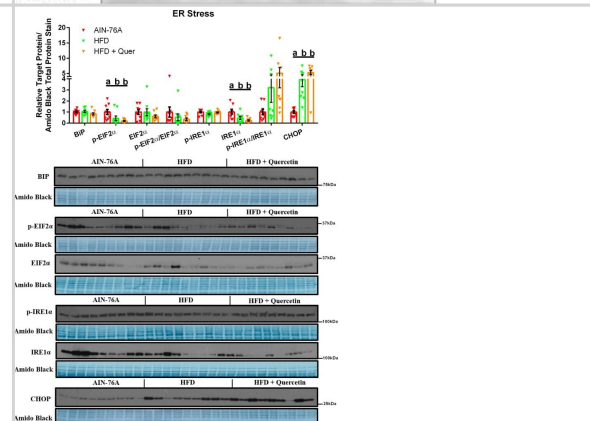 ER Stress
Relative Target Protein/
Amido Black Total Protein Stain
20
15
10
5
4
3
2
1
0
AIN-76A
HFD
HFD + Quer
a b b
a b b
a b b
BiP
p-EIF2α
EIF2α
p-EIF2α/EIF2α
p-IRE1α
IRE1α
p-IRE1α/IRE1α
CHOP
AIN-76A HFD HFD + Quercetin
BIP
75kDa
Amido Black
AIN-76A HFD HFD + Quercetin
p-EIF2α
37kDa
Amido Black
EIF2α
37kDa
Amido Black
AIN-76A HFD HFD + Quercetin
p-IRE1α
100kDa
Amido Black
IRE1α
100kDa
Amido Black
AIN-76A HFD HFD + Quercetin
CHOP
20kDa
Amido Black